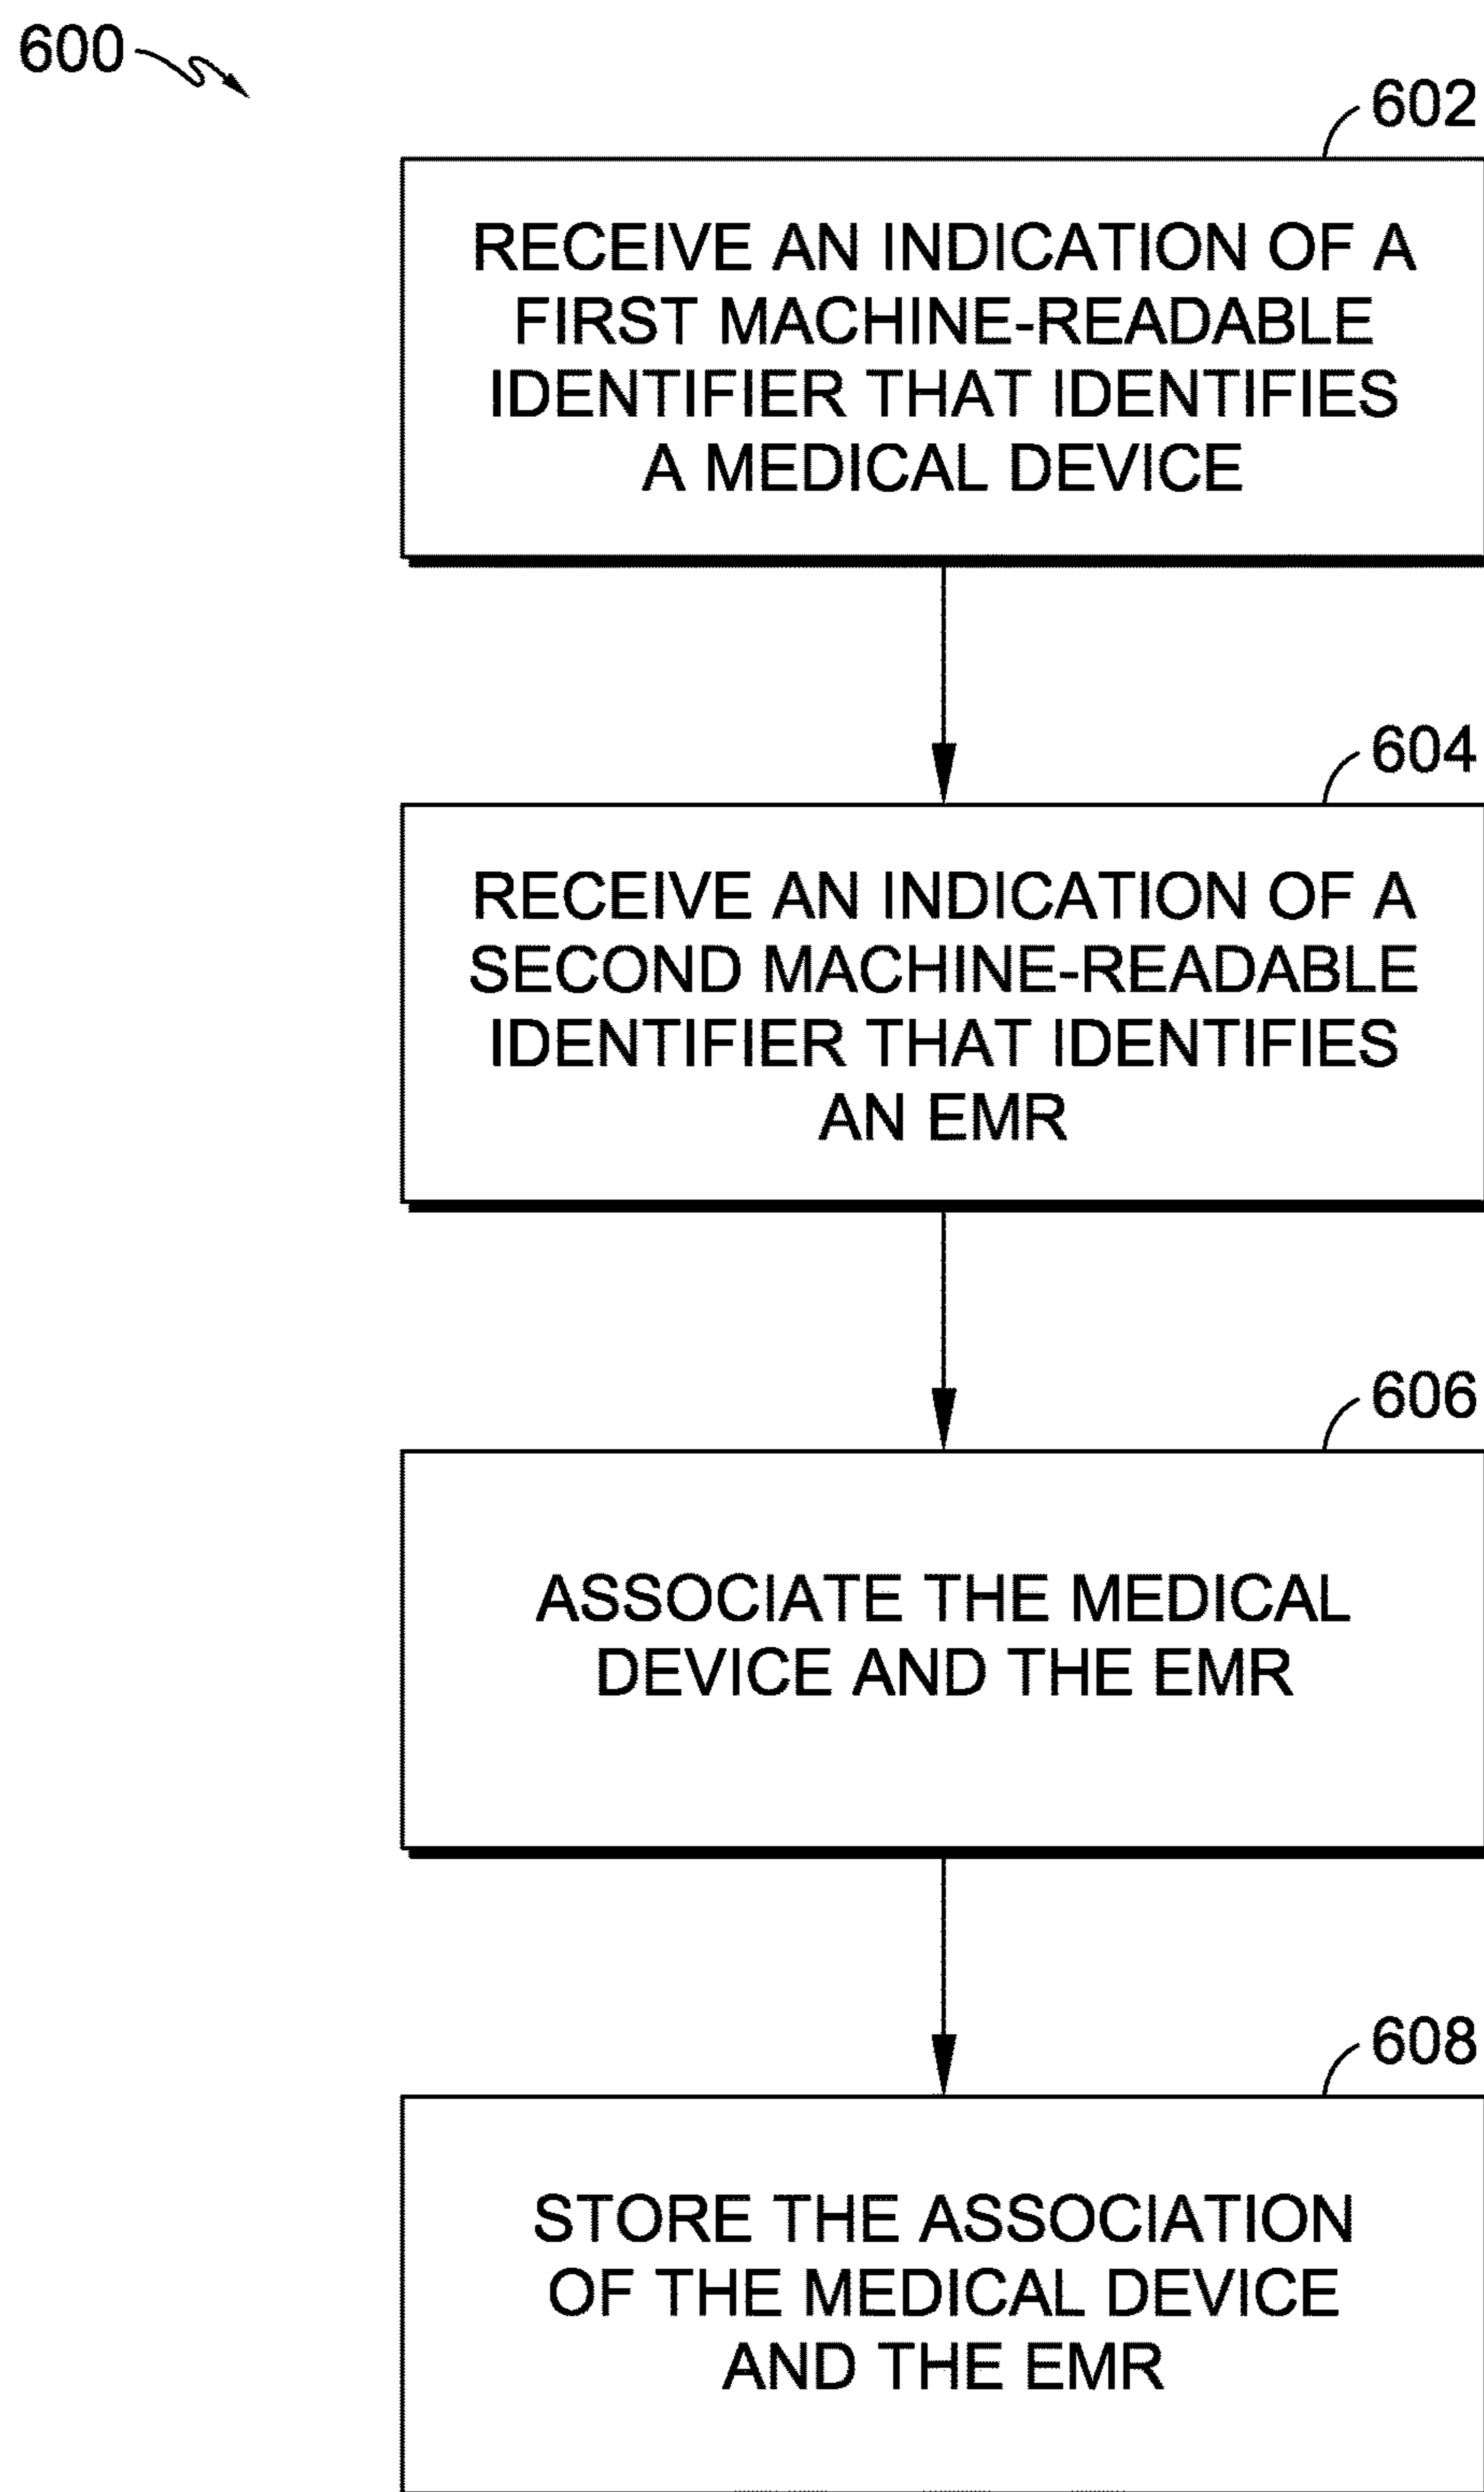 600
602
RECEIVE AN INDICATION OF A
FIRST MACHINE-READABLE
IDENTIFIER THAT IDENTIFIES
A MEDICAL DEVICE
604
RECEIVE AN INDICATION OF A
SECOND MACHINE-READABLE
IDENTIFIER THAT IDENTIFIES
AN EMR
606
ASSOCIATE THE MEDICAL
DEVICE AND THE EMR
608
STORE THE ASSOCIATION
OF THE MEDICAL DEVICE
AND THE EMR